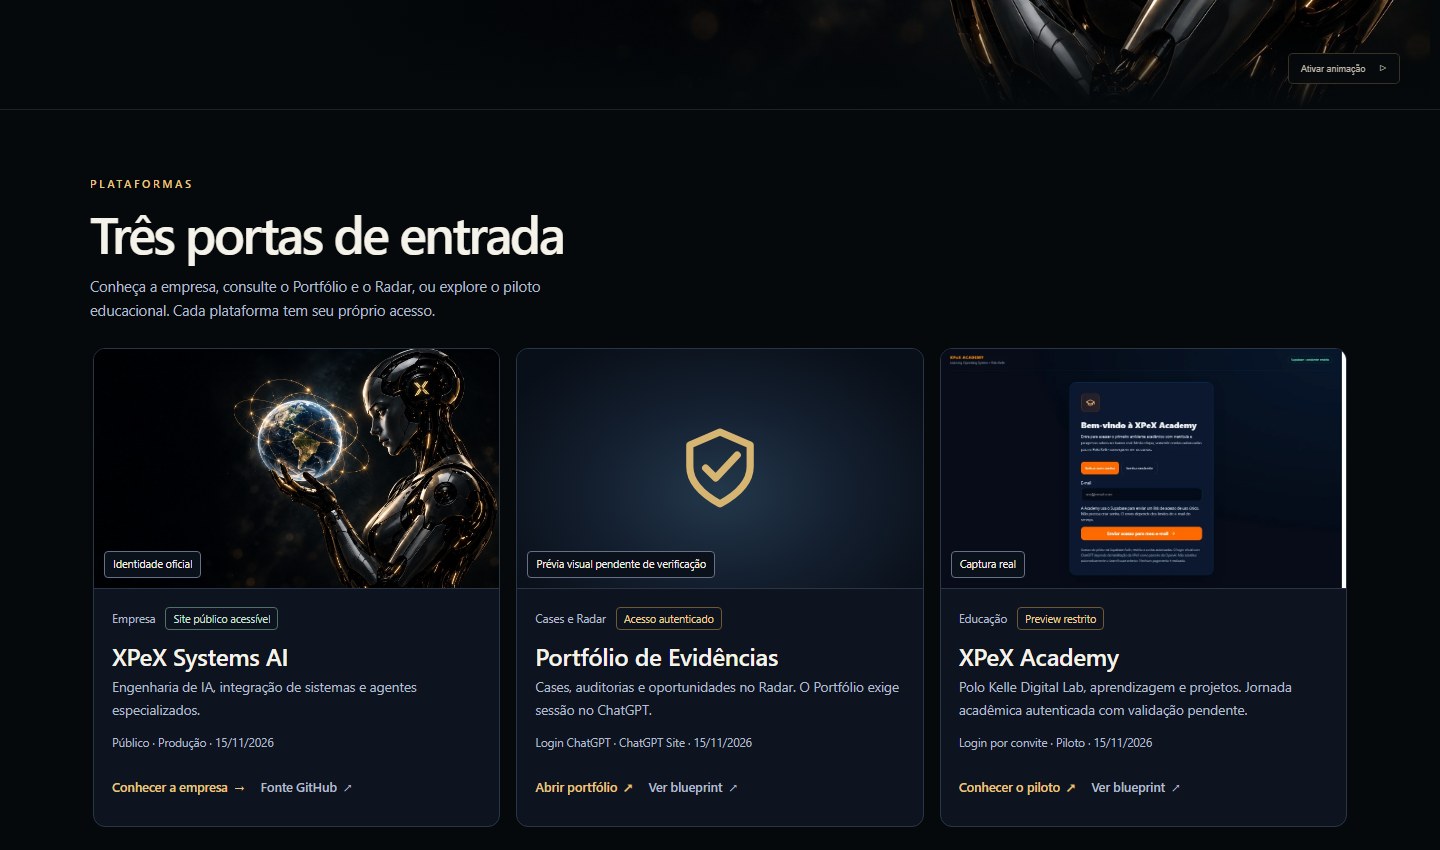 Ativar animação
PLATAFORMAS
Três portas de entrada
Conheça a empresa, consulte o Portfólio e o Radar, ou explore o piloto
educacional. Cada plataforma tem seu próprio acesso.
Identidade oficial
Empresa
Site público acessível
XPeX Systems AI
Engenharia de IA, integração de sistemas e agentes
especializados.
Público · Produção · 15/11/2026
Conhecer a empresa →
Fonte GitHub ↗
Prévia visual pendente de verificação
Cases e Radar
Acesso autenticado
Portfólio de Evidências
Cases, auditorias e oportunidades no Radar. O Portfólio exige
sessão no ChatGPT.
Login ChatGPT · ChatGPT Site · 15/11/2026
Abrir portfólio ↗
Ver blueprint ↗
XPEX ACADEMY
Bem-vindo à XPeX Academy
E-mail
Captura real
Educação
Preview restrito
XPeX Academy
Polo Kelle Digital Lab, aprendizagem e projetos. Jornada
acadêmica autenticada com validação pendente.
Login por convite · Piloto · 15/11/2026
Conhecer o piloto ↗
Ver blueprint ↗